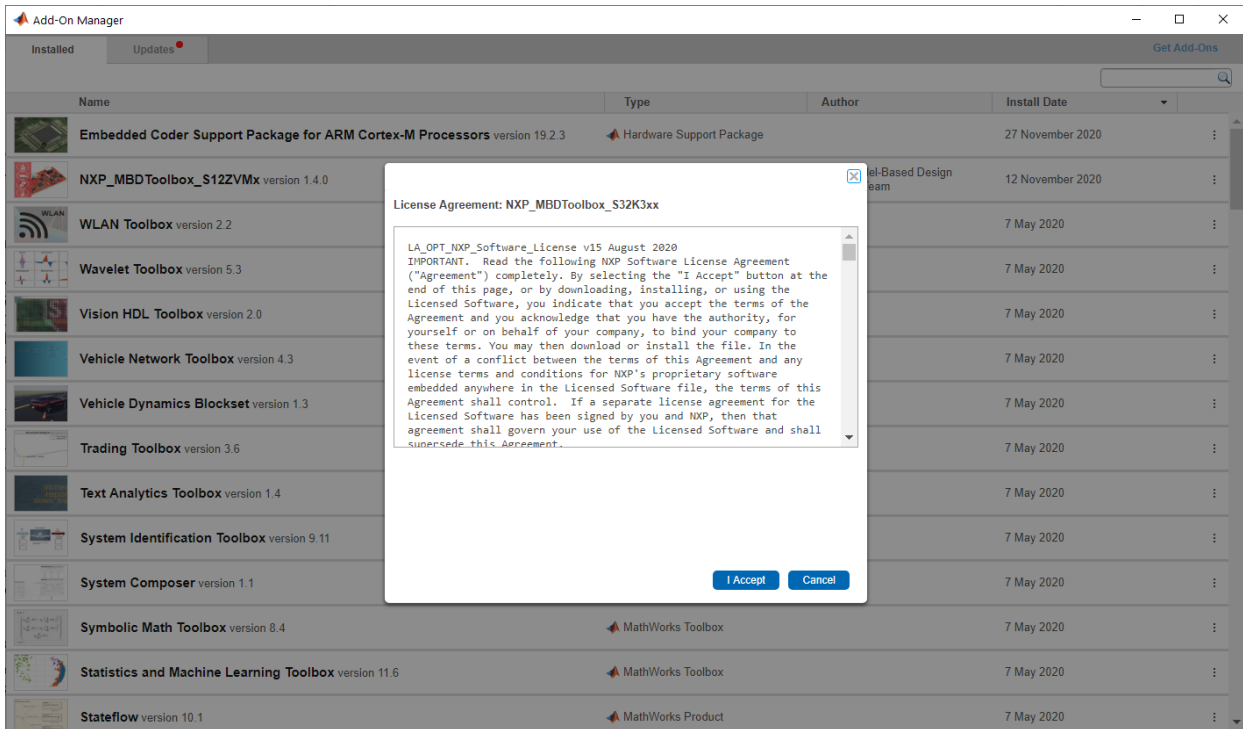 Add-On Manager
Installed
Updates
Get Add-Ons
Name
Type
Author
Install Date
Embedded Coder Support Package for ARM Cortex-M Processors version 19.2.3
Hardware Support Package
27 November 2020
NXP_MBDToolbox_S12ZVMx version 1.4.0
el-Based Design
eam
12 November 2020
WLAN
WLAN Toolbox version 2.2
7 May 2020
Wavelet Toolbox version 5.3
7 May 2020
Vision HDL Toolbox version 2.0
7 May 2020
Vehicle Network Toolbox version 4.3
7 May 2020
Vehicle Dynamics Blockset version 1.3
7 May 2020
Trading Toolbox version 3.6
7 May 2020
Text Analytics Toolbox version 1.4
7 May 2020
System Identification Toolbox version 9.11
7 May 2020
System Composer version 1.1
7 May 2020
Symbolic Math Toolbox version 8.4
MathWorks Toolbox
7 May 2020
Statistics and Machine Learning Toolbox version 11.6
MathWorks Toolbox
7 May 2020
Stateflow version 10.1
MathWorks Product
7 May 2020
License Agreement: NXP_MBDToolbox_S32K3xx
LA_OPT_NXP_Software_License v15 August 2020
IMPORTANT.  Read the following NXP Software License Agreement
("Agreement") completely. By selecting the "I Accept" button at the
end of this page, or by downloading, installing, or using the
Licensed Software, you indicate that you accept the terms of the
Agreement and you acknowledge that you have the authority, for
yourself or on behalf of your company, to bind your company to
these terms. You may then download or install the file. In the
event of a conflict between the terms of this Agreement and any
license terms and conditions for NXP's proprietary software
embedded anywhere in the Licensed Software file, the terms of this
Agreement shall control.  If a separate license agreement for the
Licensed Software has been signed by you and NXP, then that
agreement shall govern your use of the Licensed Software and shall
supersede this Agreement.
I Accept
Cancel